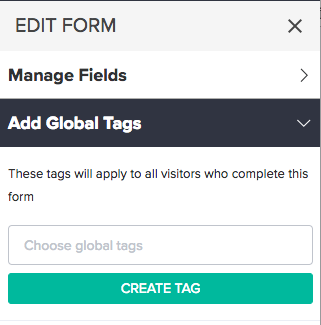 EDIT FORM
Manage Fields
Add Global Tags
These tags will apply to all visitors who complete this
form
Choose global tags
CREATE TAG